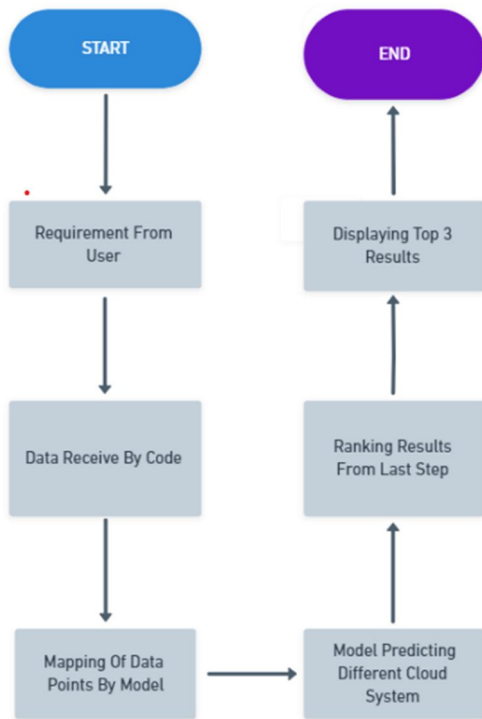 START
Requirement From
User
Data Receive By Code
Mapping Of Data
Points By Model
Model Predicting
Different Cloud
System
Ranking Results
From Last Step
Displaying Top 3
Results
END